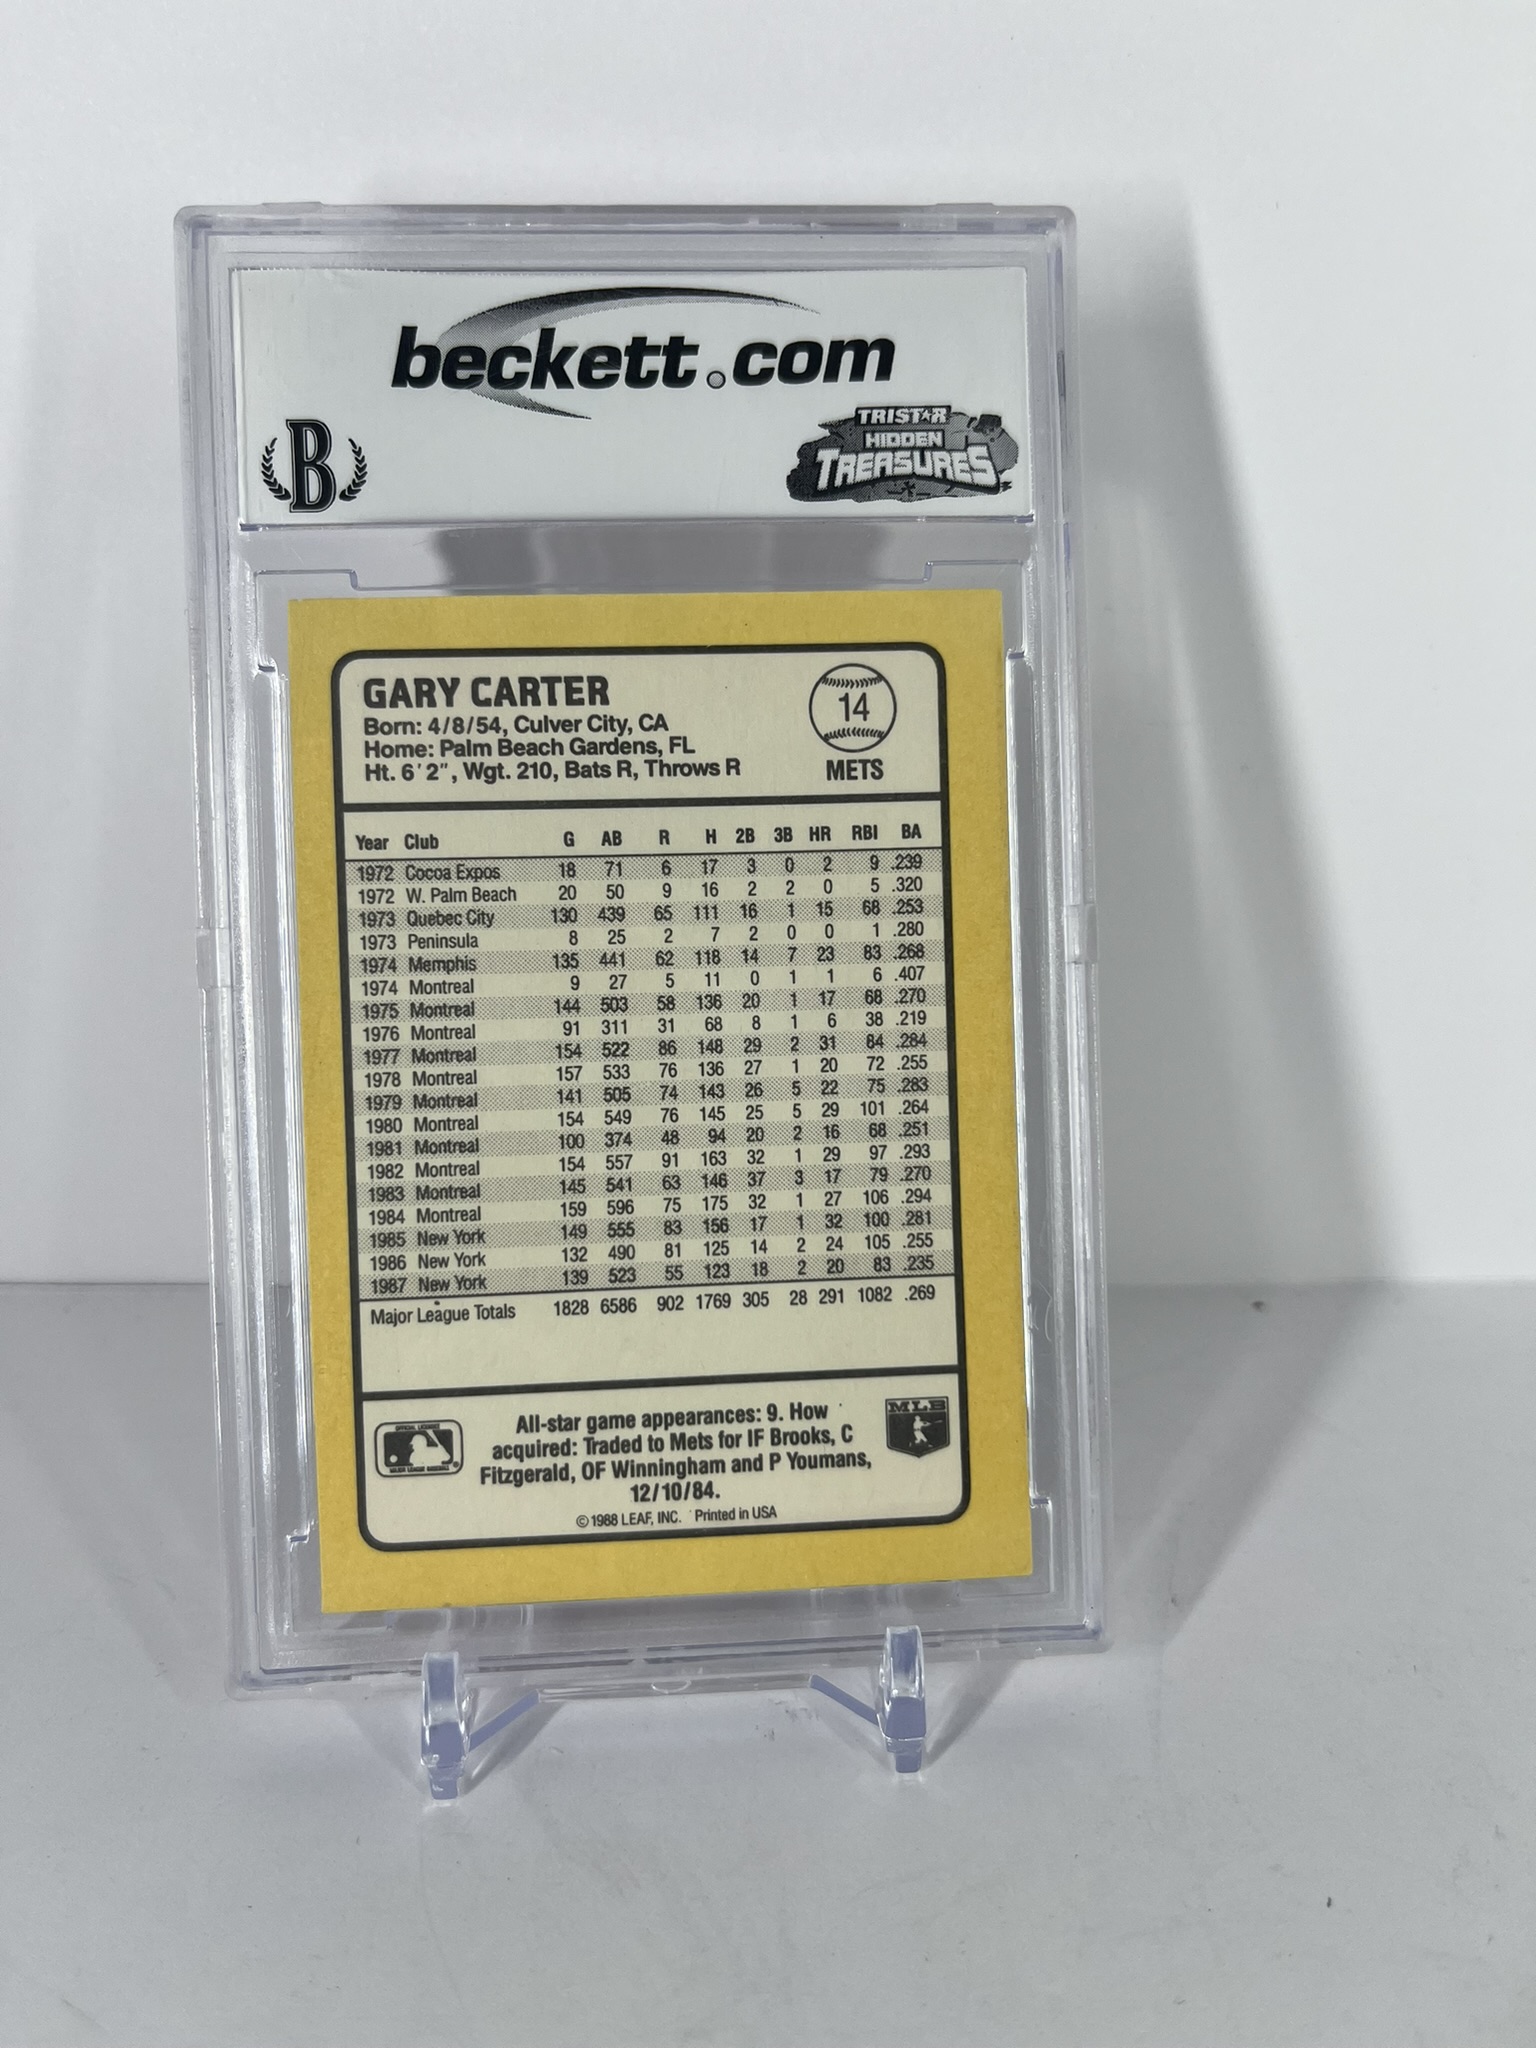 beckett.com
B
TRISTAR
HIDDEN
TREASURES
GARY CARTER
Born: 4/8/54, Culver City, CA
Home: Palm Beach Gardens, FL
Ht. 6'2", Wgt. 210, Bats R, Throws R
14
METS
Year Club G AB R H 2B 3B HR RBI BA
1972 Cocoa Expos 18 71 6 17 3 0 2 9 .239
1972 W. Palm Beach 20 50 9 16 2 2 0 5 .320
1973 Quebec City 130 439 65 111 16 1 15 68 .253
1973 Peninsula 8 25 2 7 2 0 0 1 .280
1974 Memphis 135 441 62 118 14 7 23 83 .268
1974 Montreal 9 27 5 11 0 1 1 6 .407
1975 Montreal 144 503 58 136 20 1 17 68 .270
1976 Montreal 91 311 31 68 8 1 6 38 .219
1977 Montreal 154 522 86 148 29 2 31 84 .284
1978 Montreal 157 533 76 136 27 1 20 72 .255
1979 Montreal 141 505 74 143 26 5 22 75 .283
1980 Montreal 154 549 76 145 25 5 29 101 .264
1981 Montreal 100 374 48 94 20 2 16 68 .251
1982 Montreal 154 557 91 163 32 1 29 97 .293
1983 Montreal 145 541 63 146 37 3 17 79 .270
1984 Montreal 159 596 75 175 32 1 27 106 .294
1985 New York 149 555 83 156 17 1 32 100 .281
1986 New York 132 490 81 125 14 2 24 105 .255
1987 New York 139 523 55 123 18 2 20 83 .235
Major League Totals 1828 6586 902 1769 305 28 291 1082 .269
OFFICIAL LICENSEE
MAJOR LEAGUE BASEBALL
All-star game appearances: 9. How
acquired: Traded to Mets for IF Brooks, C
Fitzgerald, OF Winningham and P Youmans,
12/10/84.
© 1988 LEAF, INC. Printed in USA
MLB